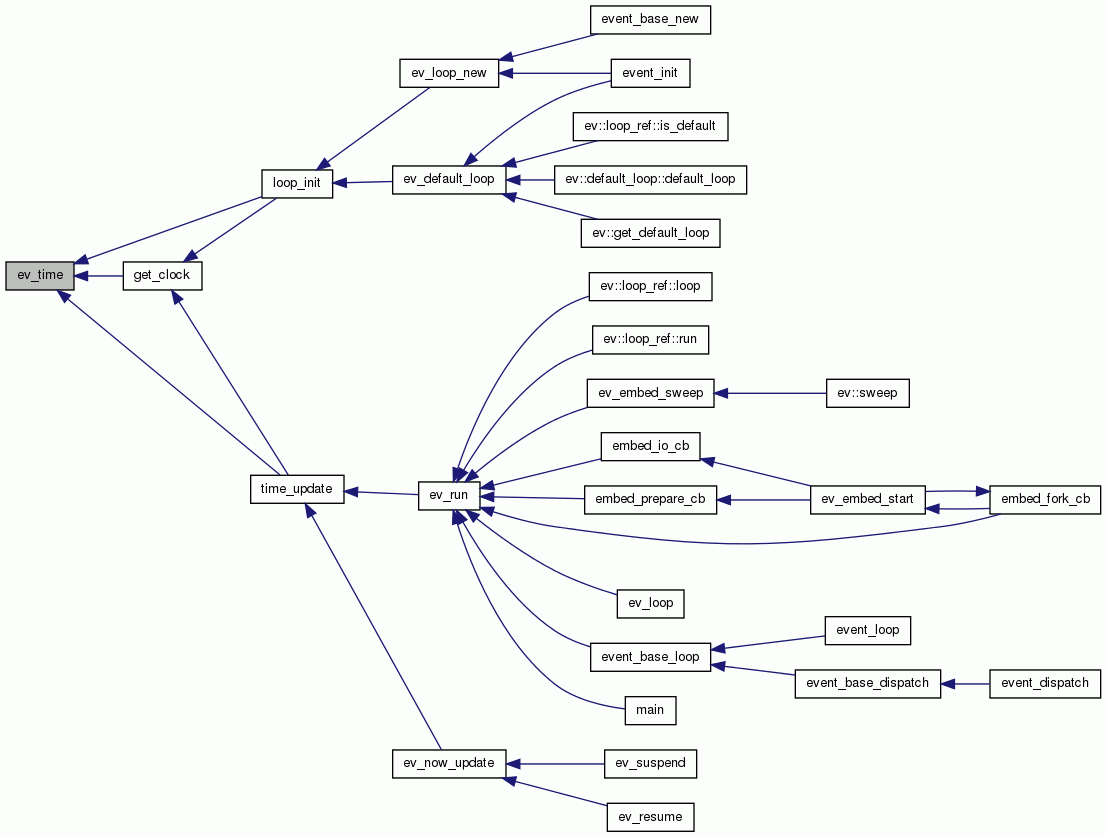 event_base_new
ev_loop_new
event_init
ev::loop_ref::is_default
loop_init
ev_default_loop
ev::default_loop::default_loop
ev::get_default_loop
ev_time
get_clock
ev::loop_ref::loop
ev::loop_ref::run
ev_embed_sweep
ev::sweep
embed_io_cb
time_update
ev_run
embed_prepare_cb
ev_embed_start
embed_fork_cb
ev_loop
event_loop
event_base_loop
event_base_dispatch
event_dispatch
main
ev_now_update
ev_suspend
ev_resume